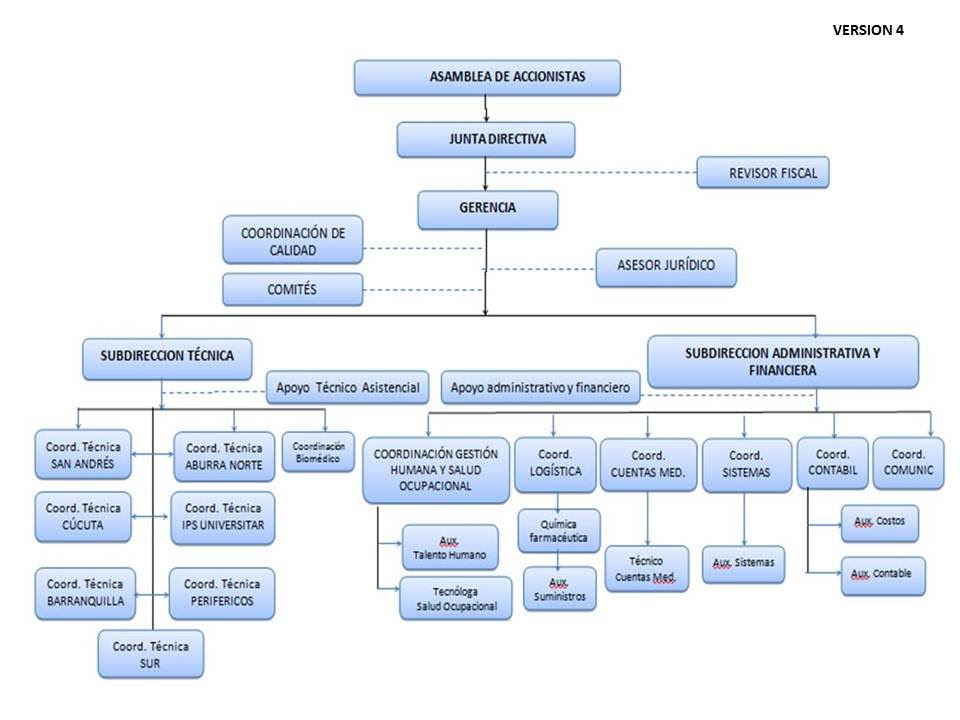 VERSION 4
ASAMBLEA DE ACCIONISTAS
JUNTA DIRECTIVA
REVISOR FISCAL
GERENCIA
COORDINACIÓN DE
CALIDAD
ASESOR JURÍDICO
COMITÉS
SUBDIRECCION TÉCNICA
SUBDIRECCION ADMINISTRATIVA Y
FINANCIERA
Apoyo Técnico Asistencial
Apoyo administrativo y financiero
Coord. Técnica
SAN ANDRÉS
Coord. Técnica
ABURRA NORTE
Coordinación
Biomédico
COORDINACIÓN GESTIÓN
HUMANA Y SALUD
OCUPACIONAL
Coord.
LOGÍSTICA
Coord.
CUENTAS MED.
Coord.
SISTEMAS
Coord.
CONTABIL
Coord.
COMUNIC
Coord. Técnica
CÚCUTA
Coord. Técnica
IPS UNIVERSITAR
Aux.
Talento Humano
Química
farmacéutica
Técnico
Cuentas Med.
Aux. Sistemas
Aux. Costos
Aux. Contable
Coord. Técnica
BARRANQUILLA
Coord. Técnica
PERIFERICOS
Tecnóloga
Salud Ocupacional
Aux.
Suministros
Coord. Técnica
SUR